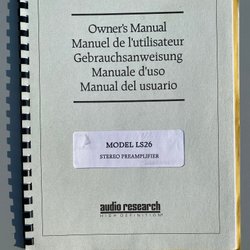 Owner's Manual
Manuel de l'utilisateur
Gebrauchsanweisung
Manuale d'uso
Manual del usuario
MODEL LS26
STEREO PREAMPLIFIER
audio research
HIGH DEFINITION